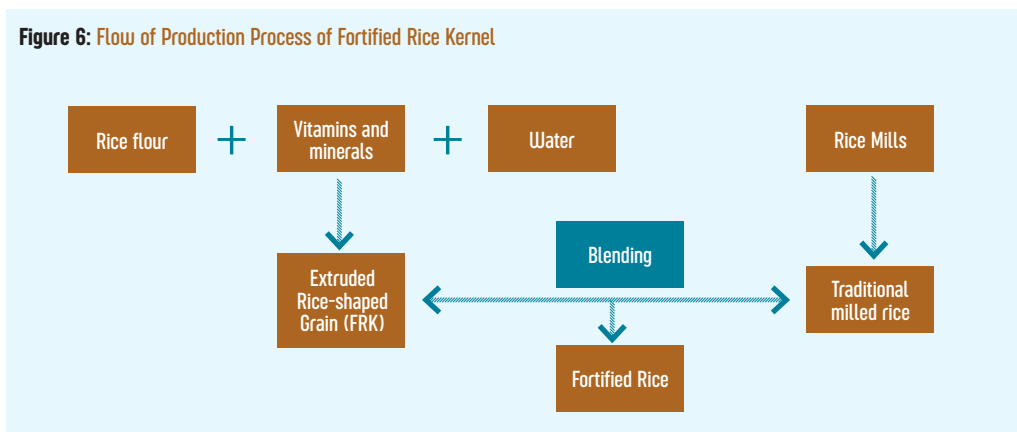 Figure 6: Flow of Production Process of Fortified Rice Kernel
Rice flour
+
Vitamins and
minerals
+
Water
Rice Mills
Blending
Extruded
Rice-shaped
Grain (FRK)
Traditional
milled rice
Fortified Rice